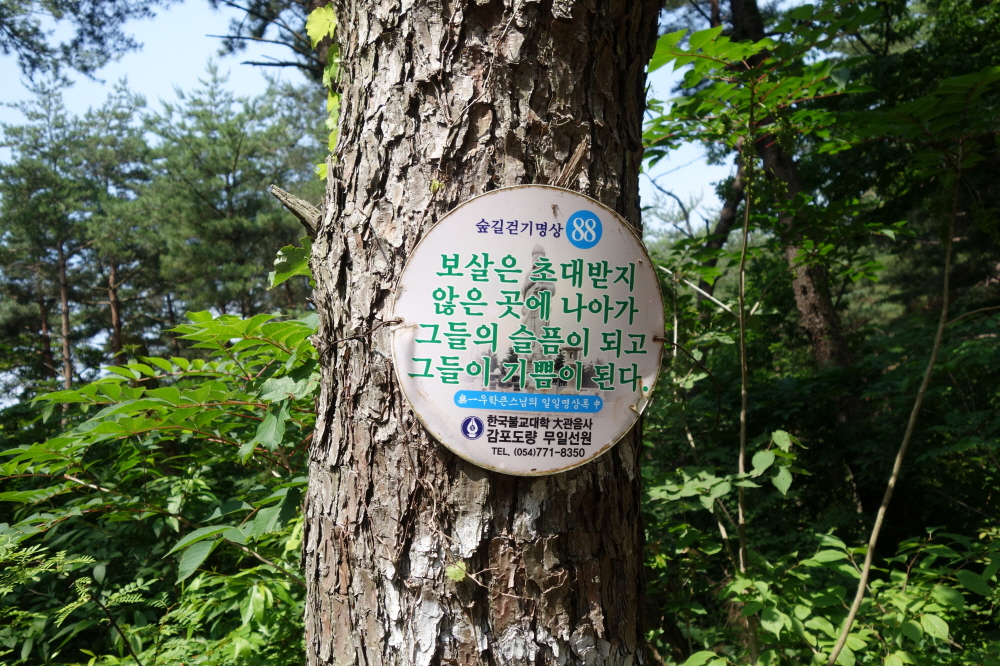 숲길걷기명상 88
보살은 초대받지
않은 곳에 나아가
그들의 슬픔이 되고
그들이 기쁨이 된다.
無一우학큰스님의 일일명상록 中
한국불교대학 大관음사
감포도량 무일선원
TEL. (054)771-8350